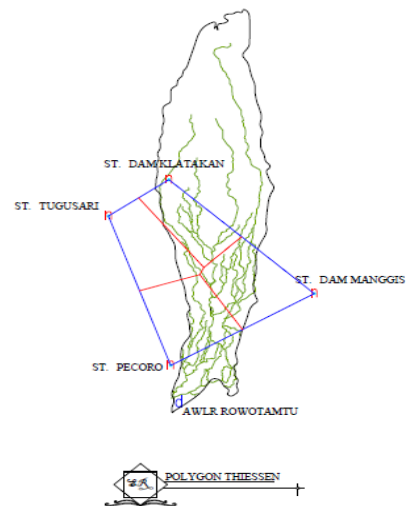 ST. DAM KLATAKAN
ST. TUGUSARI
ST. DAM MANGGIS
ST. PECORO
AWLR ROWOTAMTU
POLYGON THIESSEN